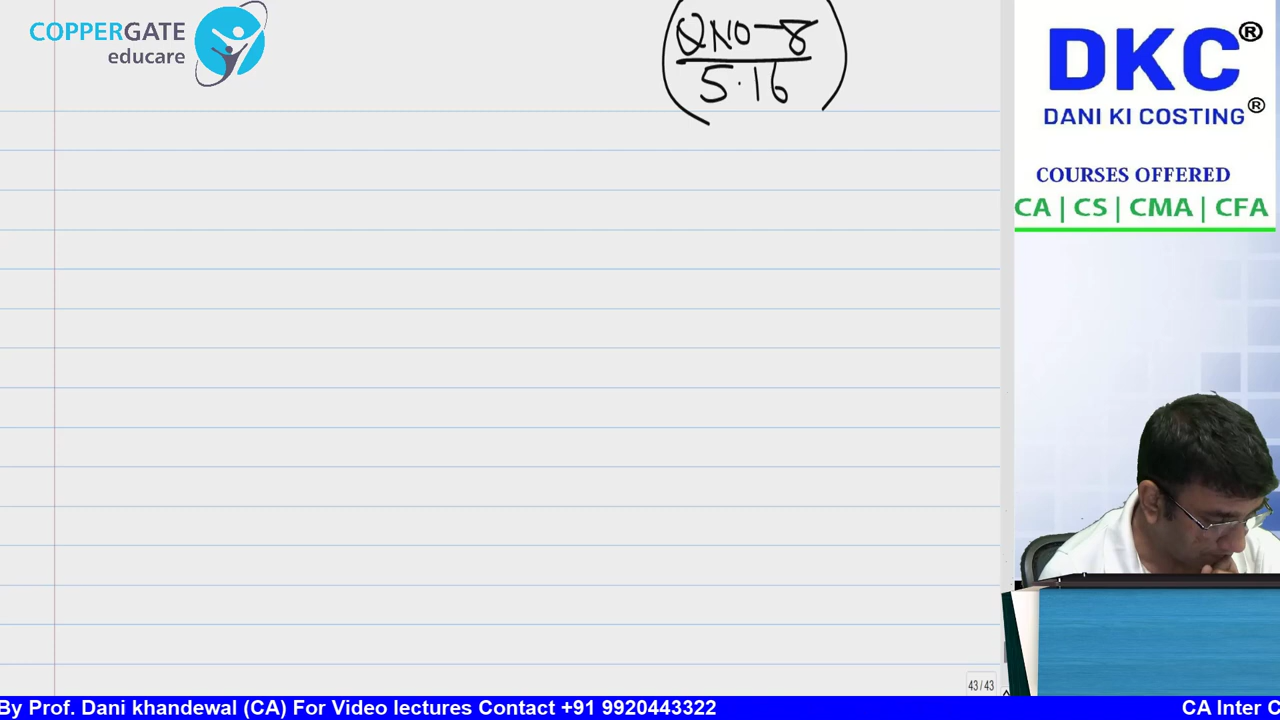 COPPERGATE
educare
QNO-8
5.16
DKC®
DANI KI COSTING®
COURSES OFFERED
CA | CS | CMA | CFA
43/43
By Prof. Dani khandewal (CA) For Video lectures Contact +91 9920443322
CA Inter C